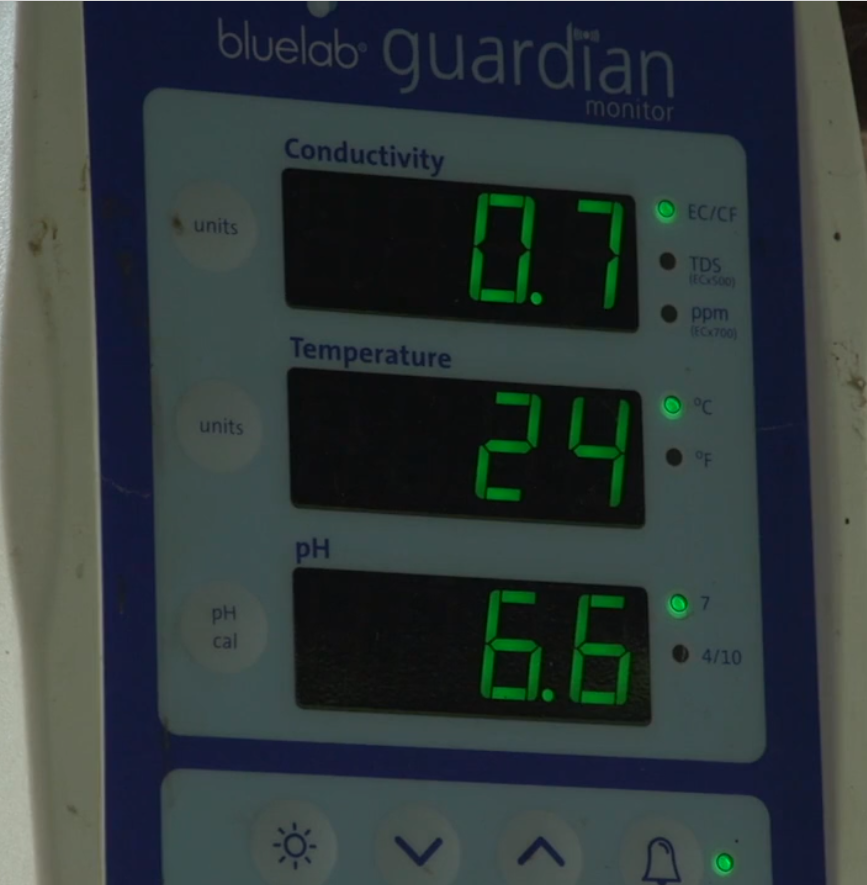 bluelab® guardian
monitor
Conductivity
units
0.7
EC/CF
TDS
(ECx500)
ppm
(ECx700)
Temperature
units
24
°C
°F
pH
pH
cal
6.6
7
4/10